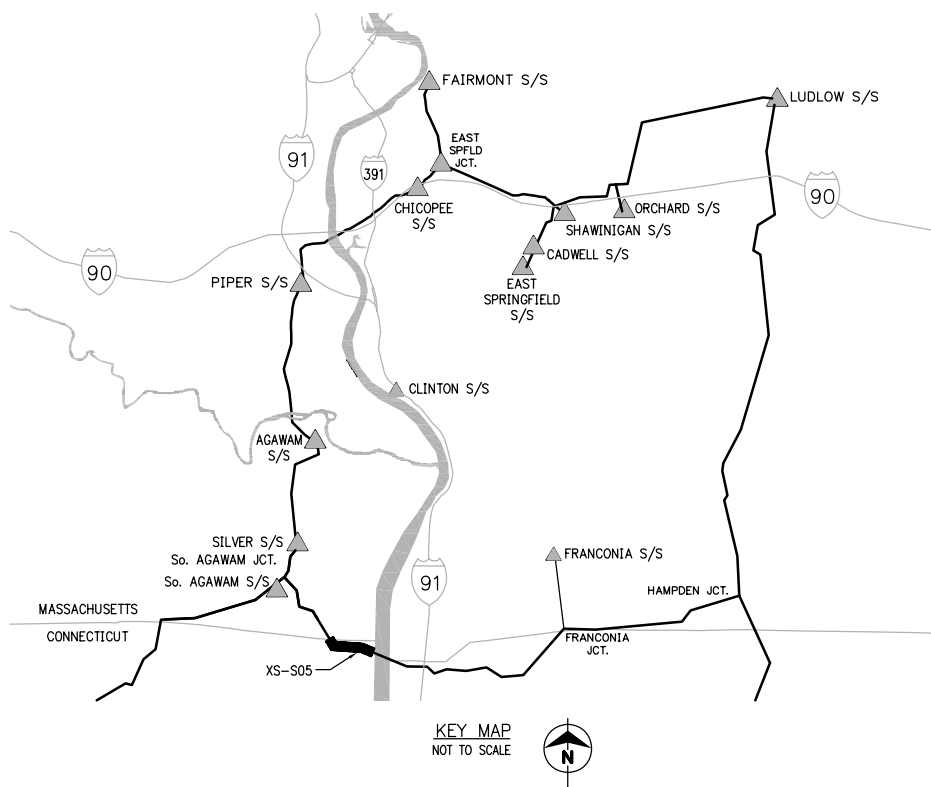 FAIRMONT S/S
LUDLOW S/S
EAST
SPFLD
JCT.
91
391
90
CHICOPEE
S/S
ORCHARD S/S
SHAWINIGAN S/S
CADWELL S/S
90
PIPER S/S
EAST
SPRINGFIELD
S/S
CLINTON S/S
AGAWAM
S/S
SILVER S/S
So. AGAWAM JCT.
So. AGAWAM S/S
FRANCONIA S/S
91
HAMPDEN JCT.
MASSACHUSETTS
CONNECTICUT
FRANCONIA
JCT.
XS-S05
KEY MAP
NOT TO SCALE
N